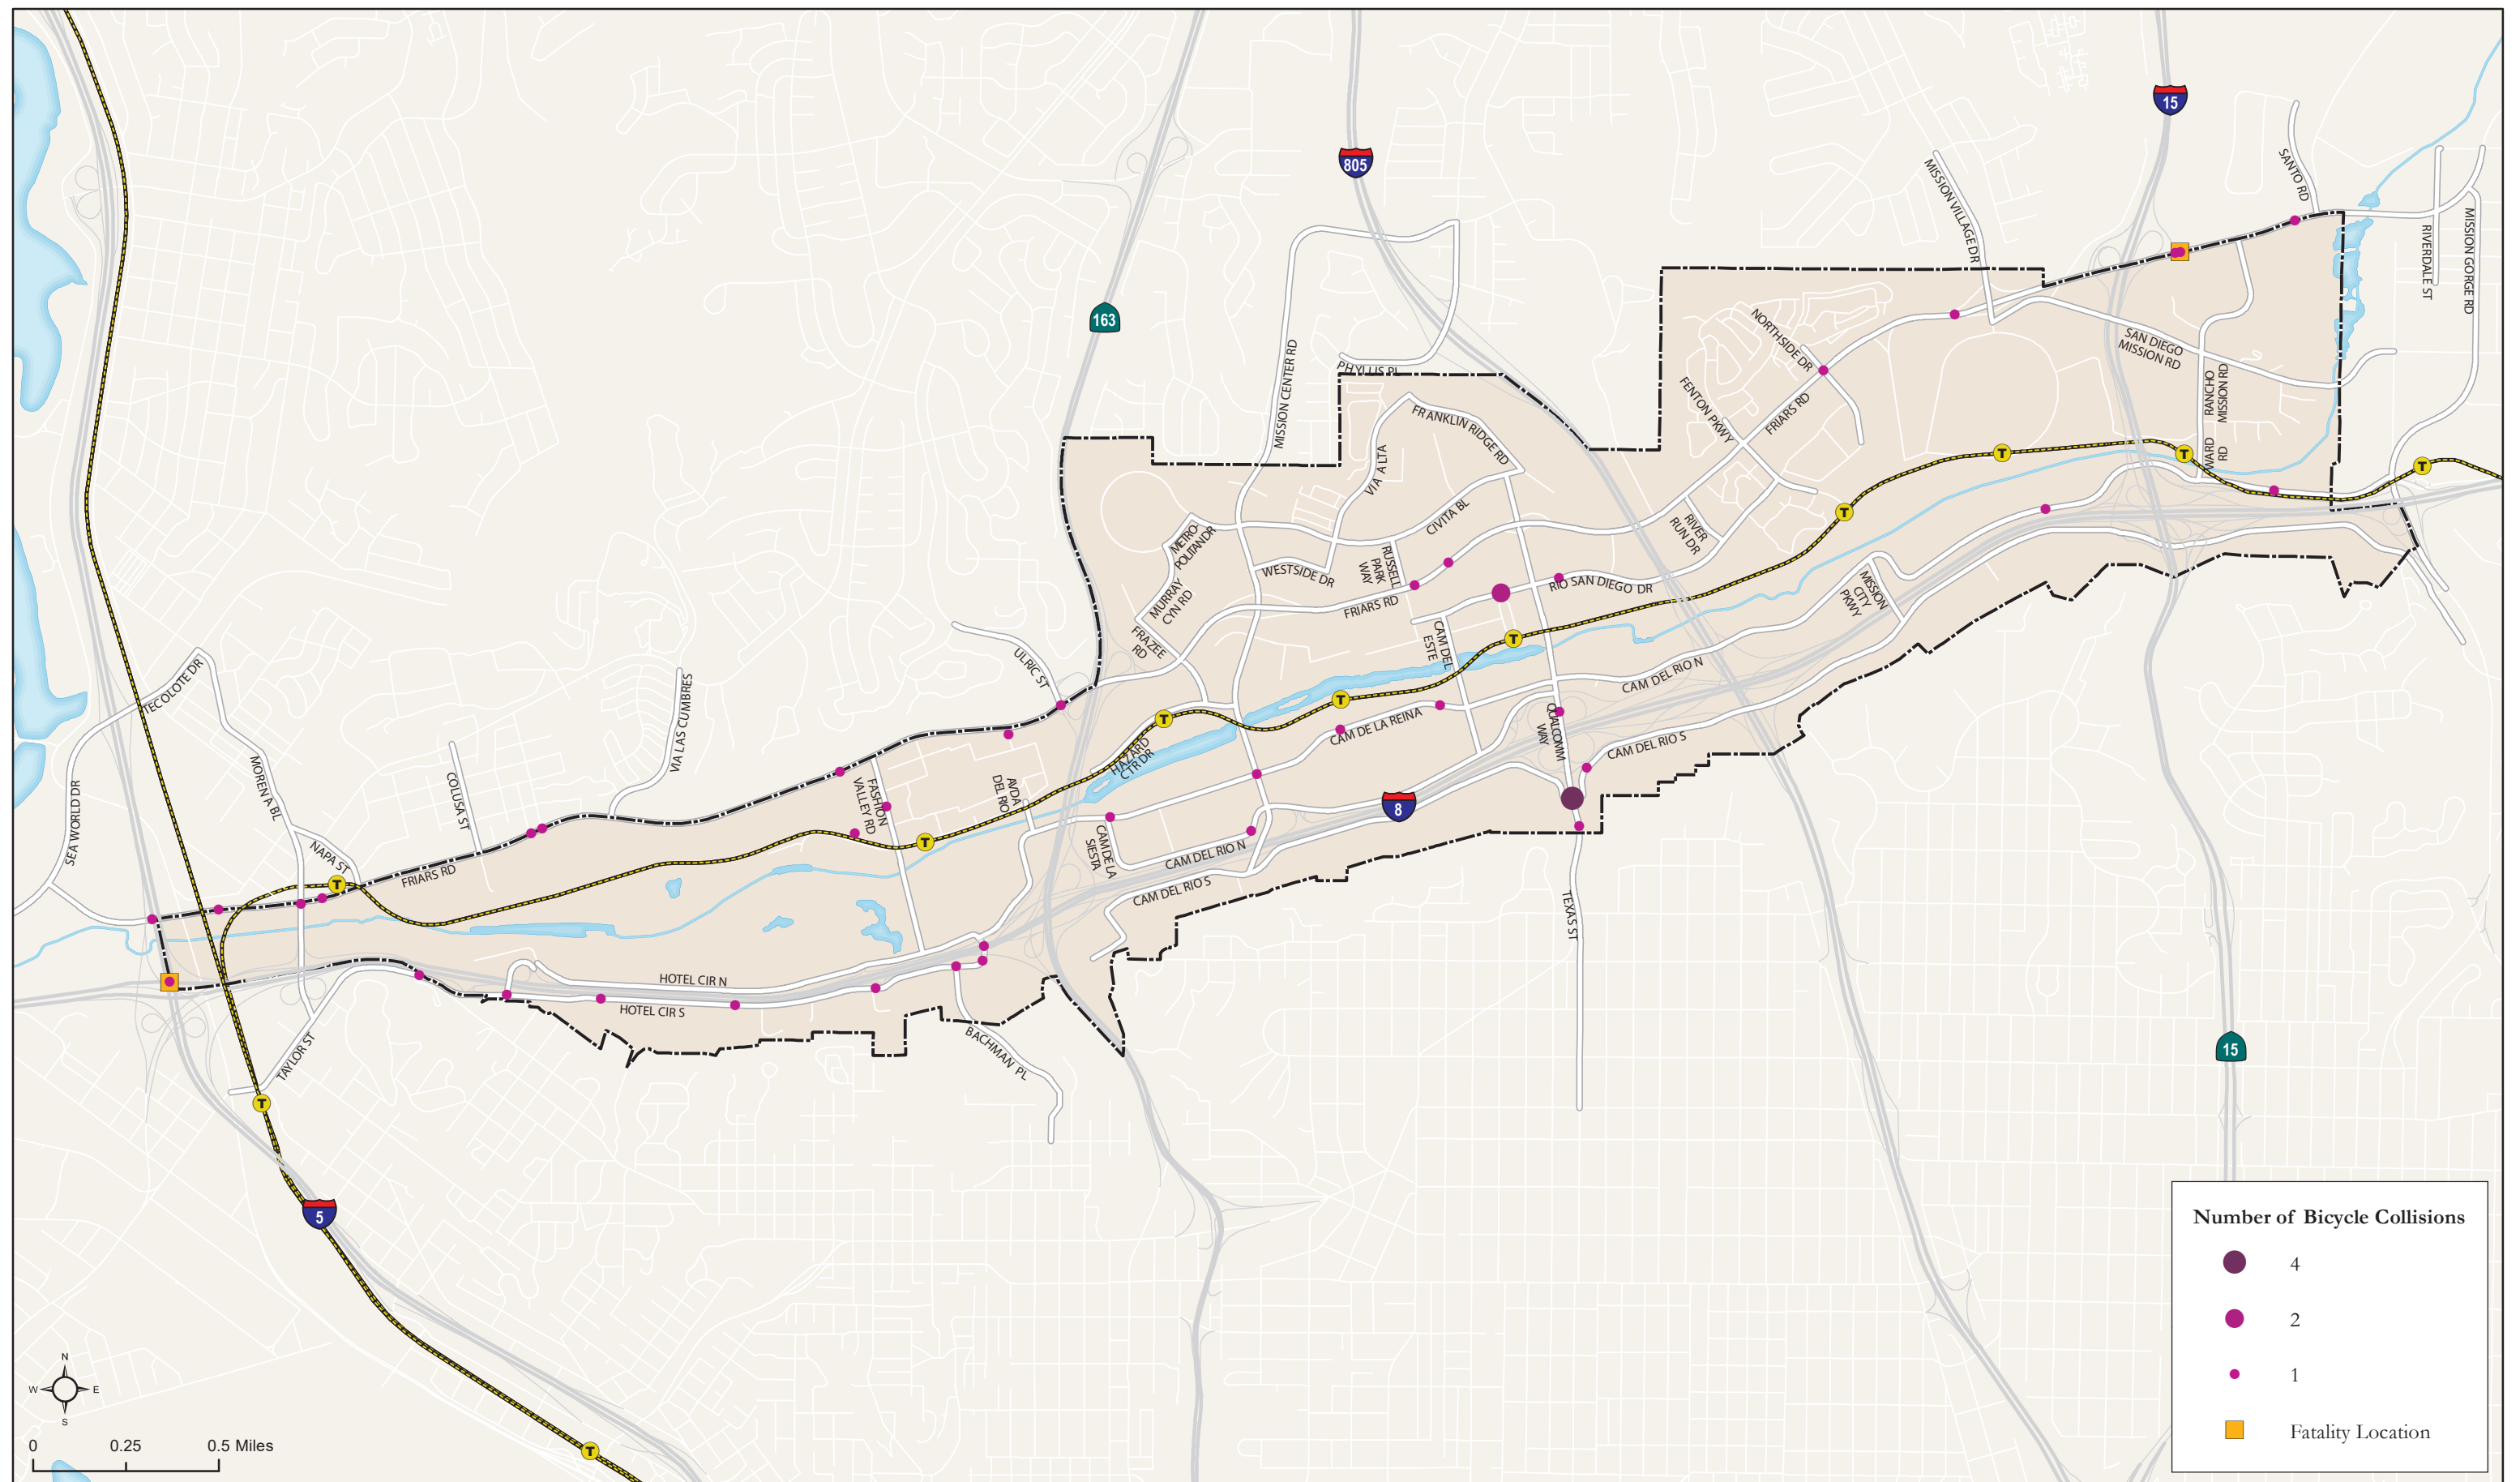 15
805
163
SANTO RD
MISSION VILLAGE DR
RIVERDALE ST
MISSION GORGE RD
NORTHSIDE DR
SAN DIEGO
MISSION RD
MISSION CENTER RD
PHYLLIS PL
FENTON PKWY
FRIARS RD
RANCHO
MISSION RD
FRANKLIN RIDGE RD
VIA ALTA
WARD
RD
CIVITA BL
METRO-
POLITAN DR
RIVER
RUN DR
RUSSELL
PARK
WAY
WESTSIDE DR
MURRAY
CYN RD
RIO SAN DIEGO DR
FRIARS RD
MISSION
CITY
PKWY
FRAZEE
RD
CAM DEL
ESTE
ULRIC ST
TECOLOTE DR
VIA LAS CUMBRES
CAM DEL RIO N
CAM DE LA REINA
QUALCOMM
WAY
CAM DEL RIO S
HAZARD
CTR DR
MORENA BL
COLUSA ST
SEA WORLD DR
FASHION
VALLEY RD
AVDA
DEL RIO
8
NAPA ST
CAM DE LA
SIESTA
CAM DEL RIO N
FRIARS RD
CAM DEL RIO S
TEXAS ST
HOTEL CIR N
HOTEL CIR S
TAYLOR ST
BACHMAN PL
15
5
T
T
T
T
T
T
T
T
T
T
T
T
Number of Bicycle Collisions
4
2
1
Fatality Location
N
W E
S
0 0.25 0.5 Miles